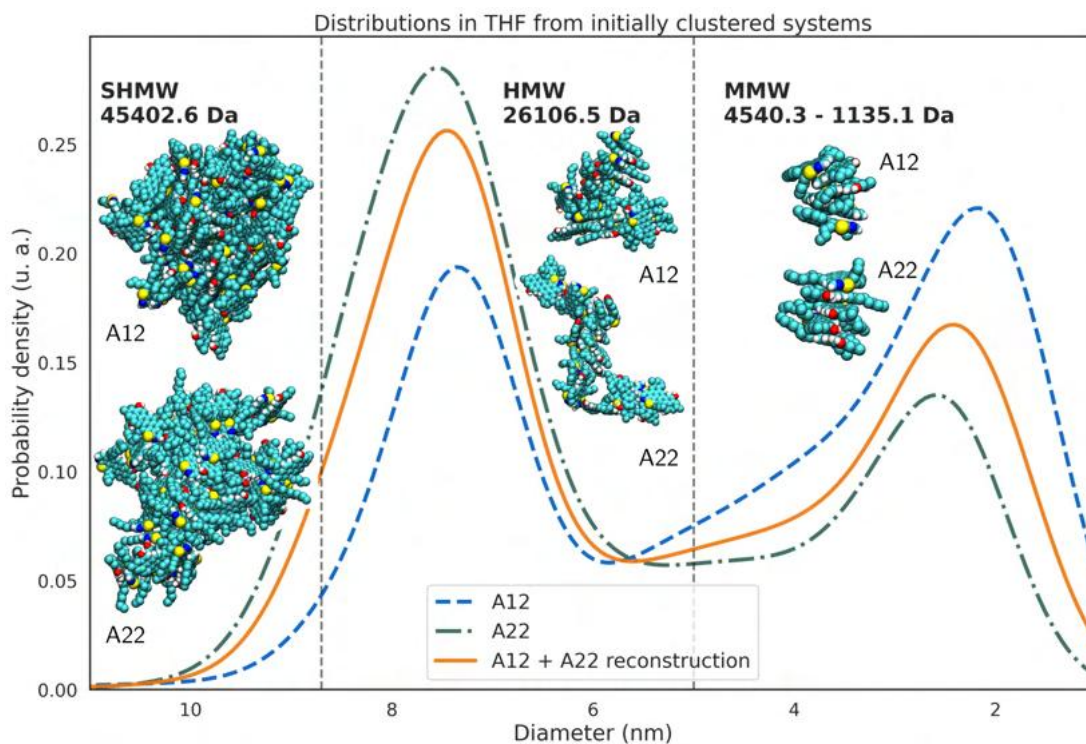 Distributions in THF from initially clustered systems
SHMW
45402.6 Da
HMW
26106.5 Da
MMW
4540.3 - 1135.1 Da
A12
A22
A12
A22
A12
A22
Probability density (u. a.)
0.25
0.20
0.15
0.10
0.05
0.00
A12
A22
A12 + A22 reconstruction
10
8
6
4
2
Diameter (nm)